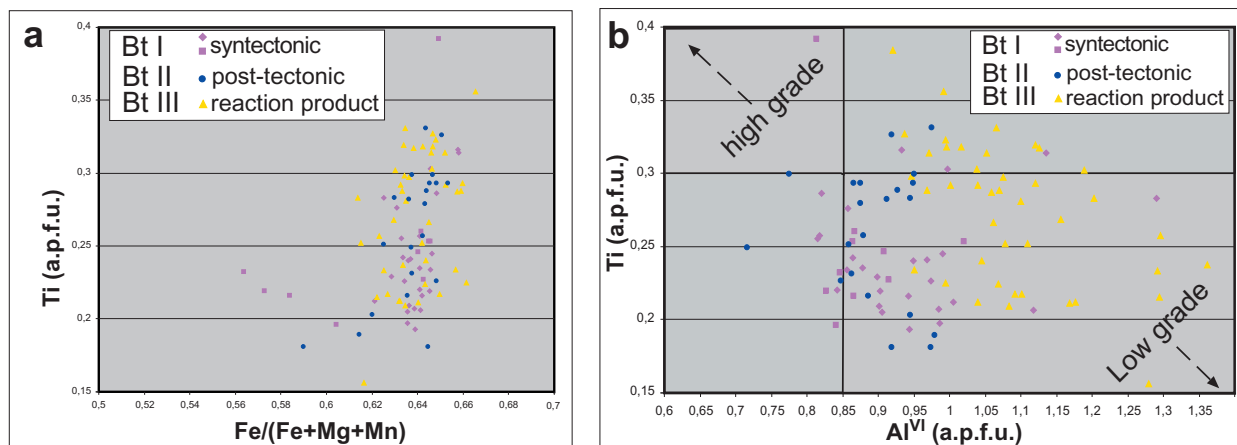 a
Bt I syntectonic
Bt II post-tectonic
Bt III reaction product
Ti (a.p.f.u.)
0,4
0,35
0,3
0,25
0,2
0,15
0,5 0,52 0,54 0,56 0,58 0,6 0,62 0,64 0,66 0,68 0,7
Fe/(Fe+Mg+Mn)
b
Bt I syntectonic
Bt II post-tectonic
Bt III reaction product
high grade
Low grade
Ti (a.p.f.u.)
0,4
0,35
0,3
0,25
0,2
0,15
0,6 0,65 0,7 0,75 0,8 0,85 0,9 0,95 1 1,05 1,1 1,15 1,2 1,25 1,3 1,35
Al^VI (a.p.f.u.)